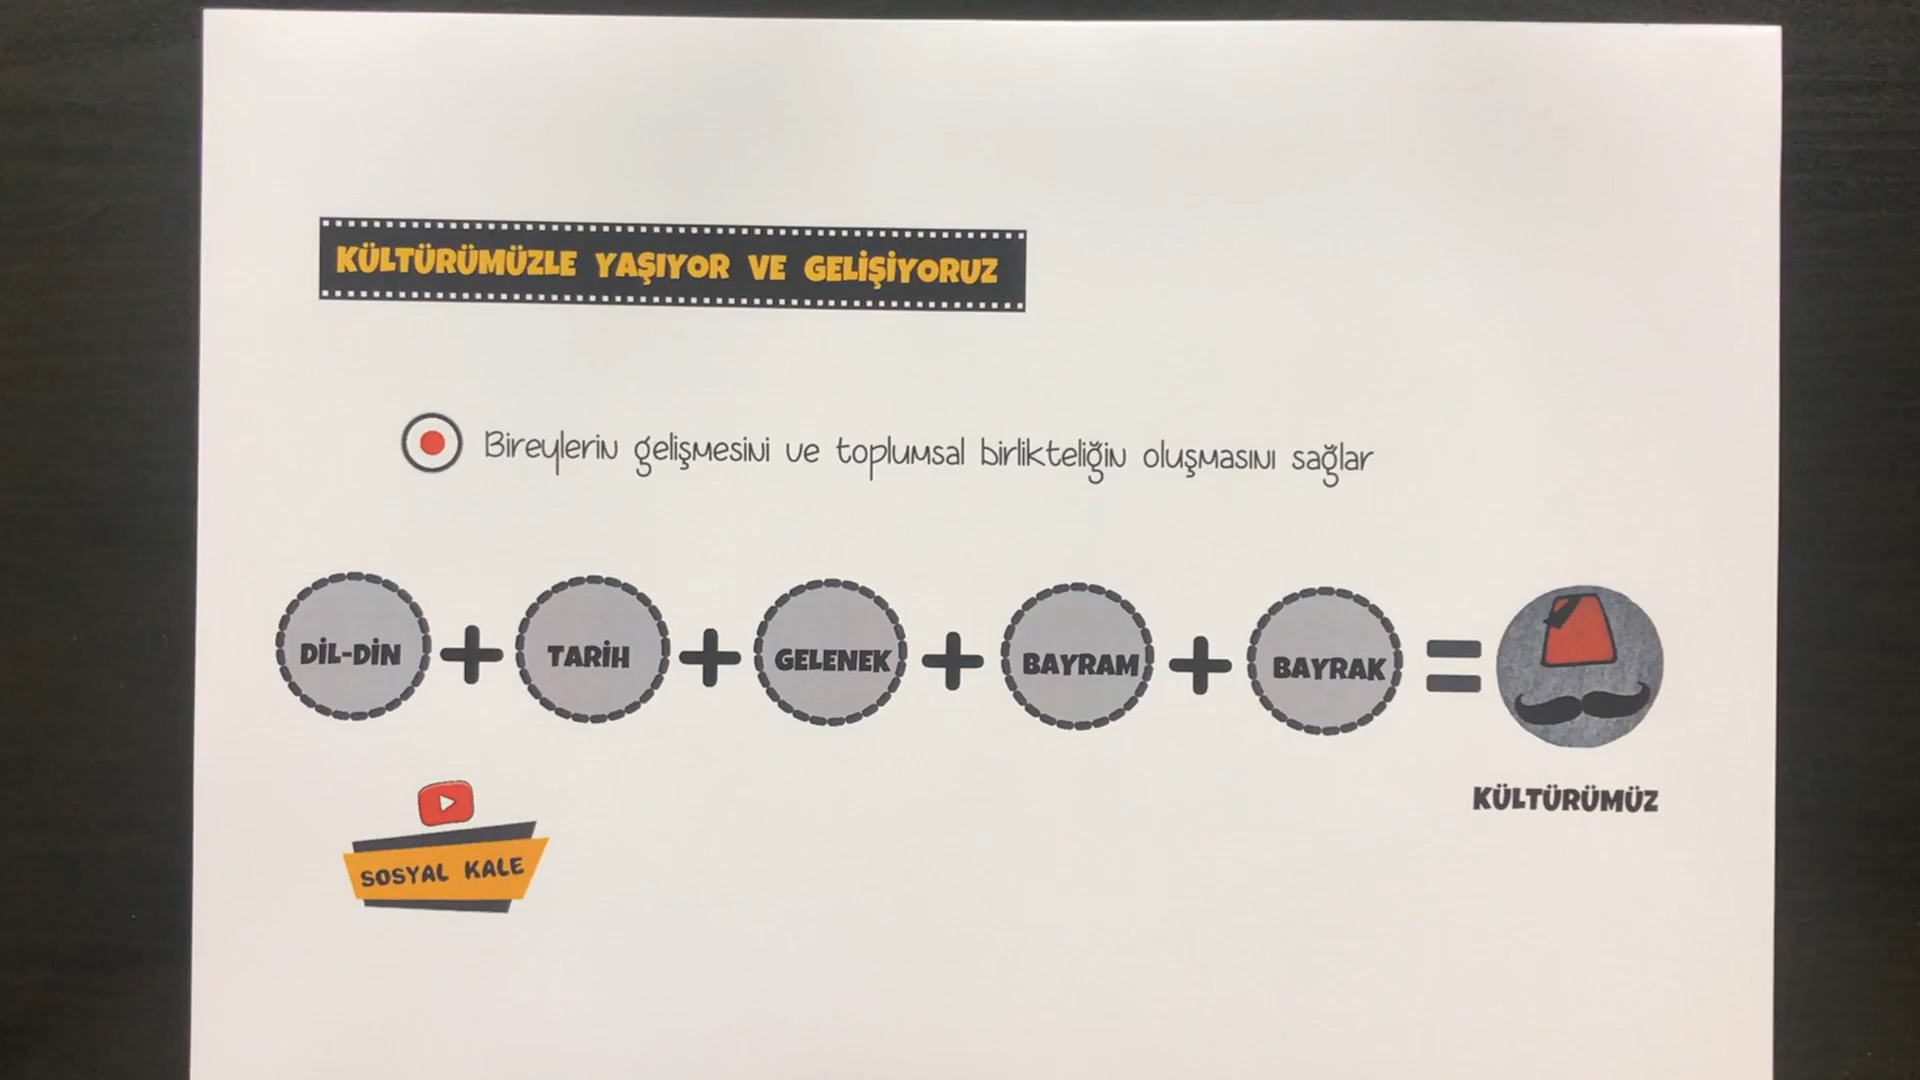 KÜLTÜRÜMÜZLE YAŞIYOR VE GELİŞİYORUZ
Bireylerin gelişmesini ve toplumsal birlikteliğin oluşmasını sağlar
DİL-DİN + TARİH + GELENEK + BAYRAM + BAYRAK =
KÜLTÜRÜMÜZ
SOSYAL KALE